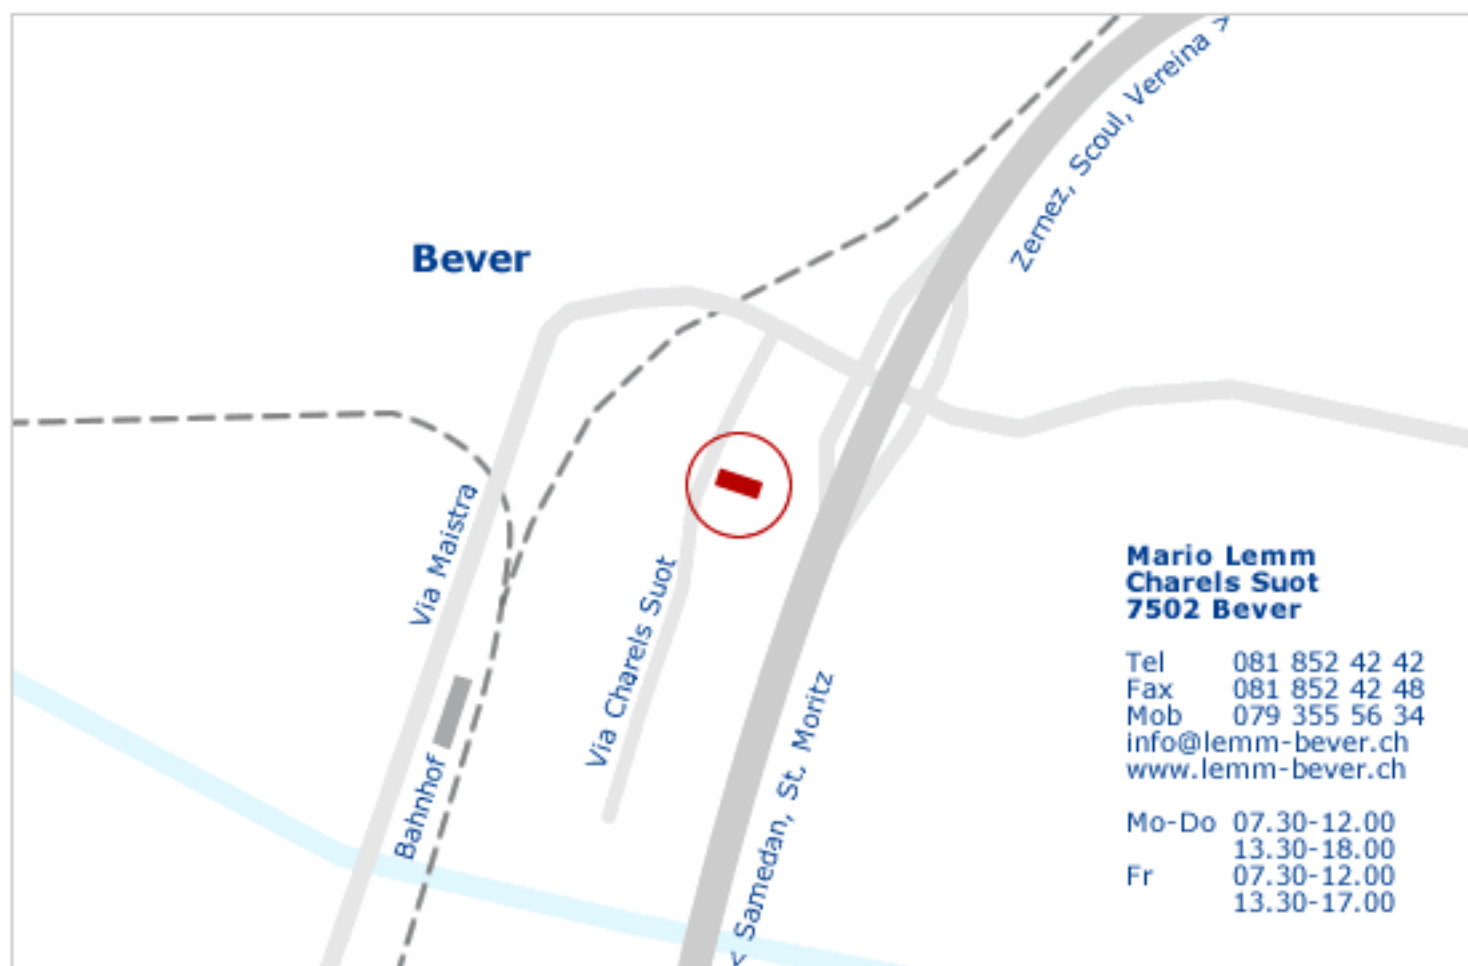 Zernez, Scoul, Vereina >
Bever
Via Maistra
Via Charels Suot
Bahnhof
< Samedan, St. Moritz
Mario Lemm
Charels Suot
7502 Bever
Tel 081 852 42 42
Fax 081 852 42 48
Mob 079 355 56 34
info@lemm-bever.ch
www.lemm-bever.ch
Mo-Do 07.30-12.00
13.30-18.00
Fr 07.30-12.00
13.30-17.00